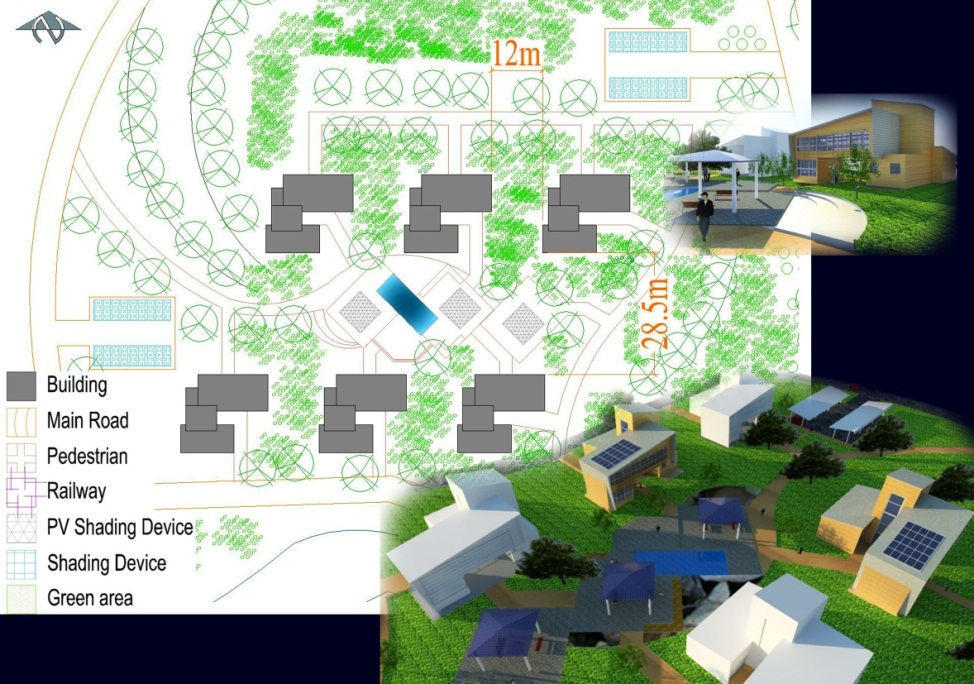 12m
28.5m
Building
Main Road
Pedestrian
Railway
PV Shading Device
Shading Device
Green area